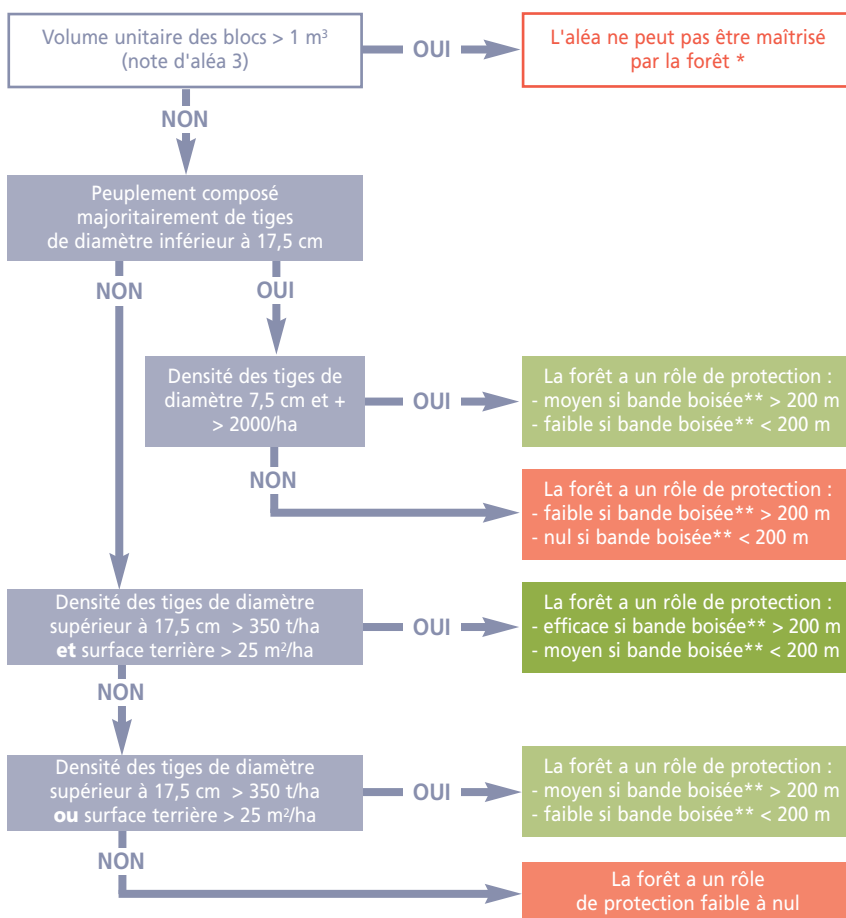 Volume unitaire des blocs > 1 m³
(note d'aléa 3)
OUI
L'aléa ne peut pas être maîtrisé
par la forêt *
NON
Peuplement composé
majoritairement de tiges
de diamètre inférieur à 17,5 cm
NON
OUI
Densité des tiges de
diamètre 7,5 cm et +
> 2000/ha
OUI
La forêt a un rôle de protection :
- moyen si bande boisée** > 200 m
- faible si bande boisée** < 200 m
NON
La forêt a un rôle de protection :
- faible si bande boisée** > 200 m
- nul si bande boisée** < 200 m
Densité des tiges de diamètre
supérieur à 17,5 cm > 350 t/ha
et surface terrière > 25 m²/ha
OUI
La forêt a un rôle de protection :
- efficace si bande boisée** > 200 m
- moyen si bande boisée** < 200 m
NON
Densité des tiges de diamètre
supérieur à 17,5 cm > 350 t/ha
ou surface terrière > 25 m²/ha
OUI
La forêt a un rôle de protection :
- moyen si bande boisée** > 200 m
- faible si bande boisée** < 200 m
NON
La forêt a un rôle
de protection faible à nul